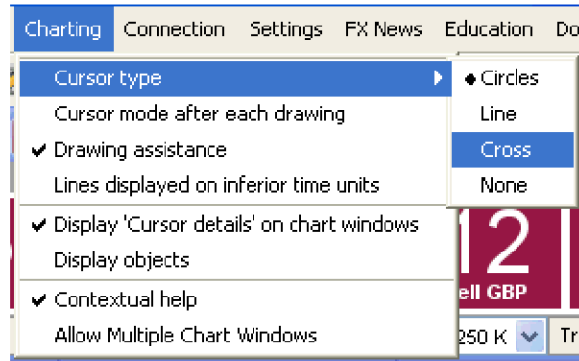 Charting Connection Settings FX News Education Do
Cursor type
Circles
Cursor mode after each drawing
Line
Drawing assistance
Cross
Lines displayed on inferior time units
None
Display 'Cursor details' on chart windows
12
Display objects
ell GBP
Contextual help
Allow Multiple Chart Windows
250 K Tr